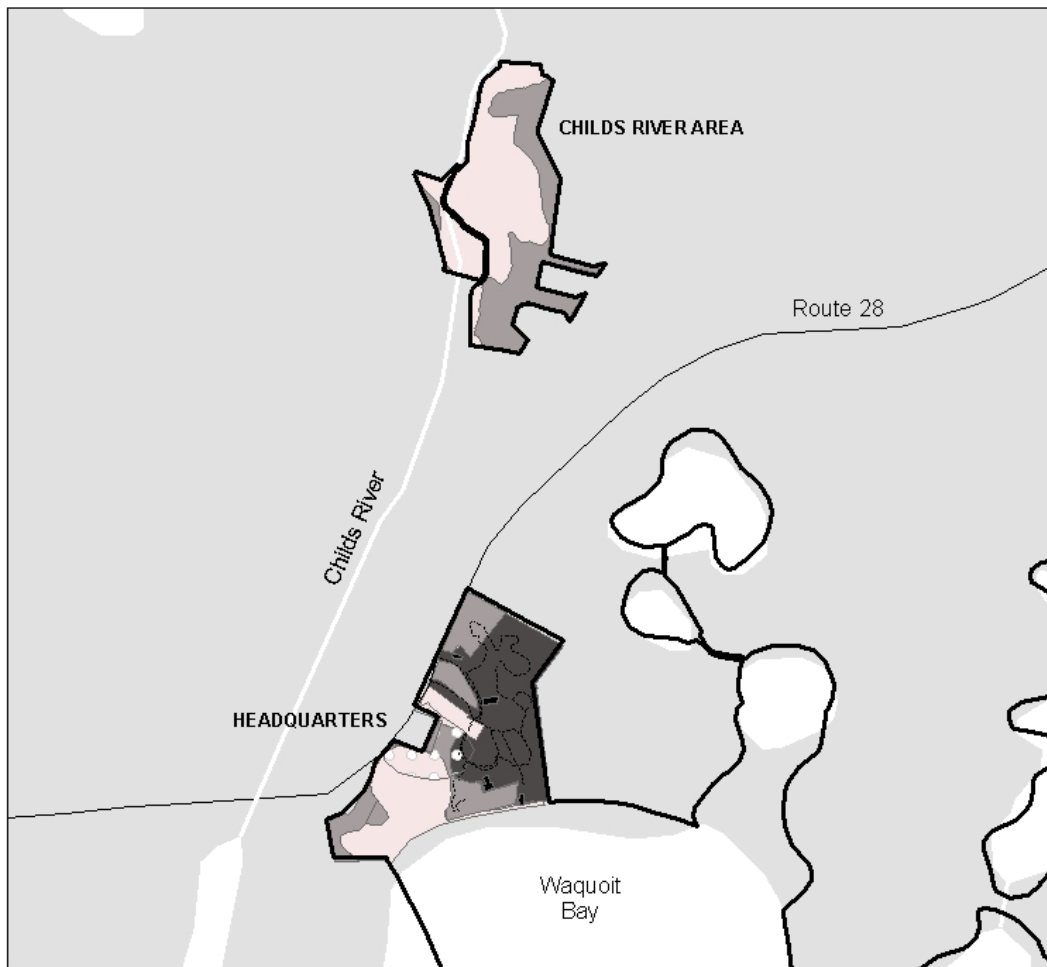 CHILDS RIVER AREA
Route 28
Childs River
HEADQUARTERS
Waquoit
Bay